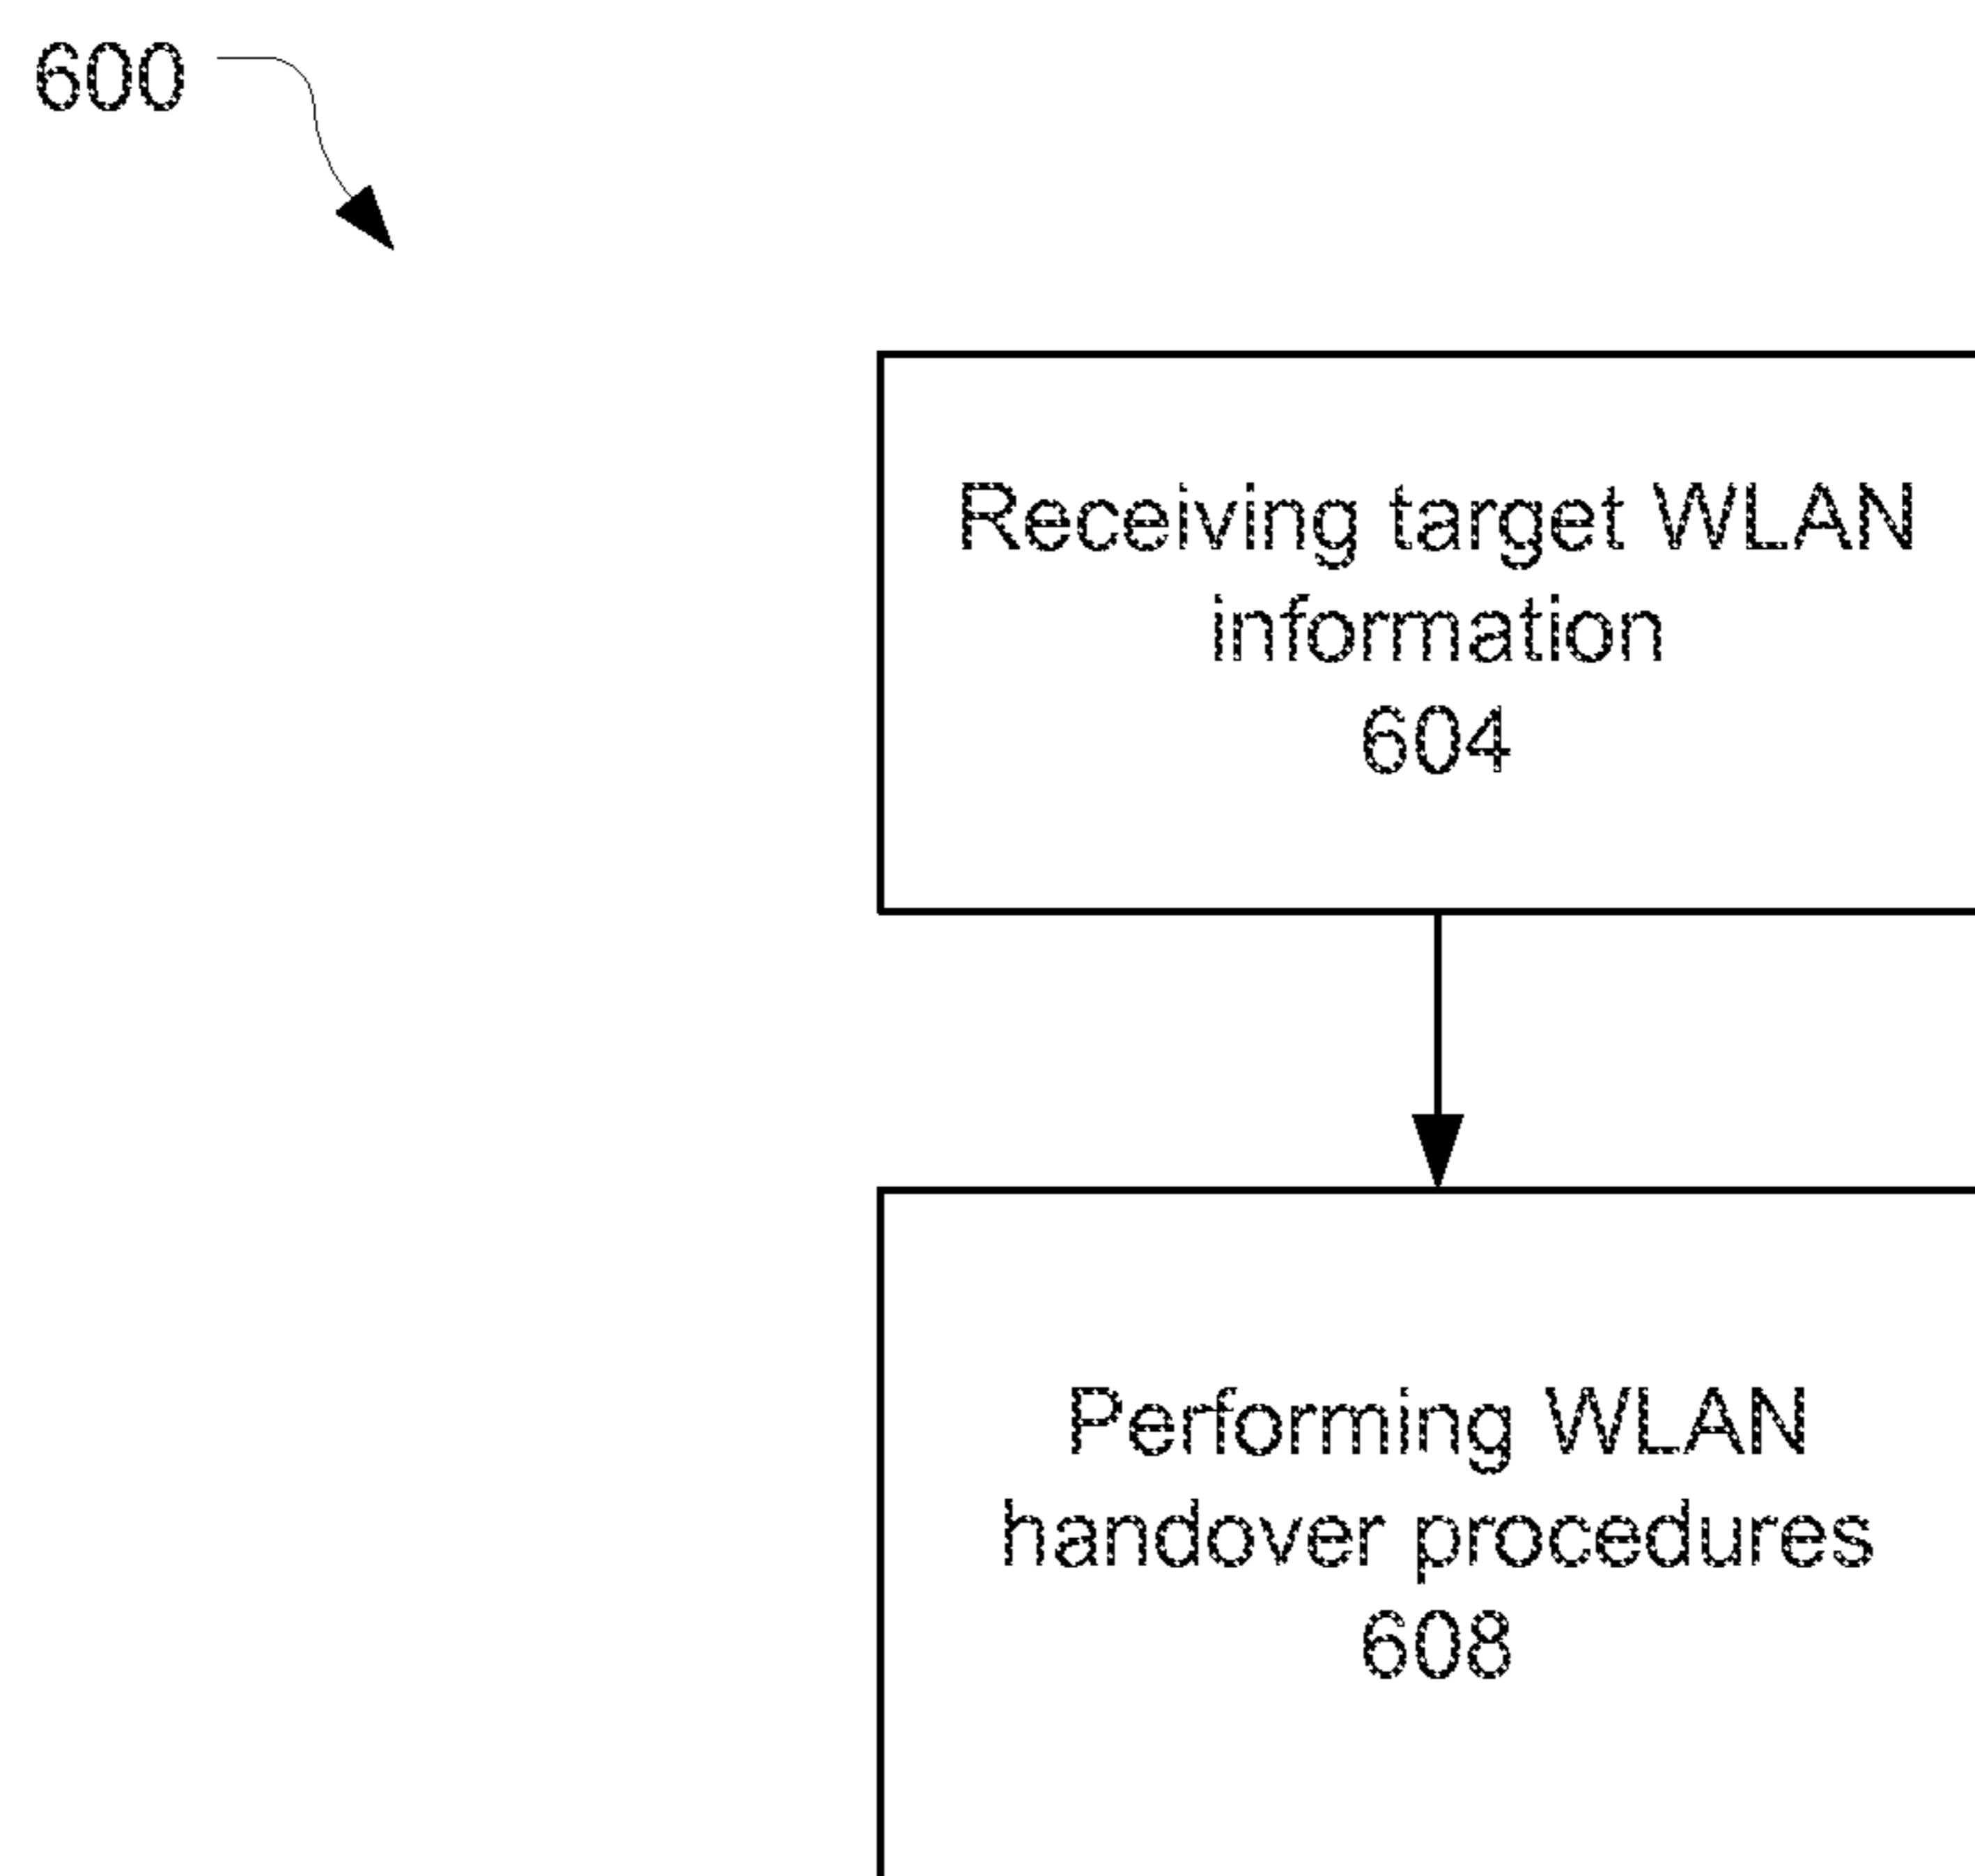 600
Receiving target WLAN
information
604
Performing WLAN
handover procedures
608